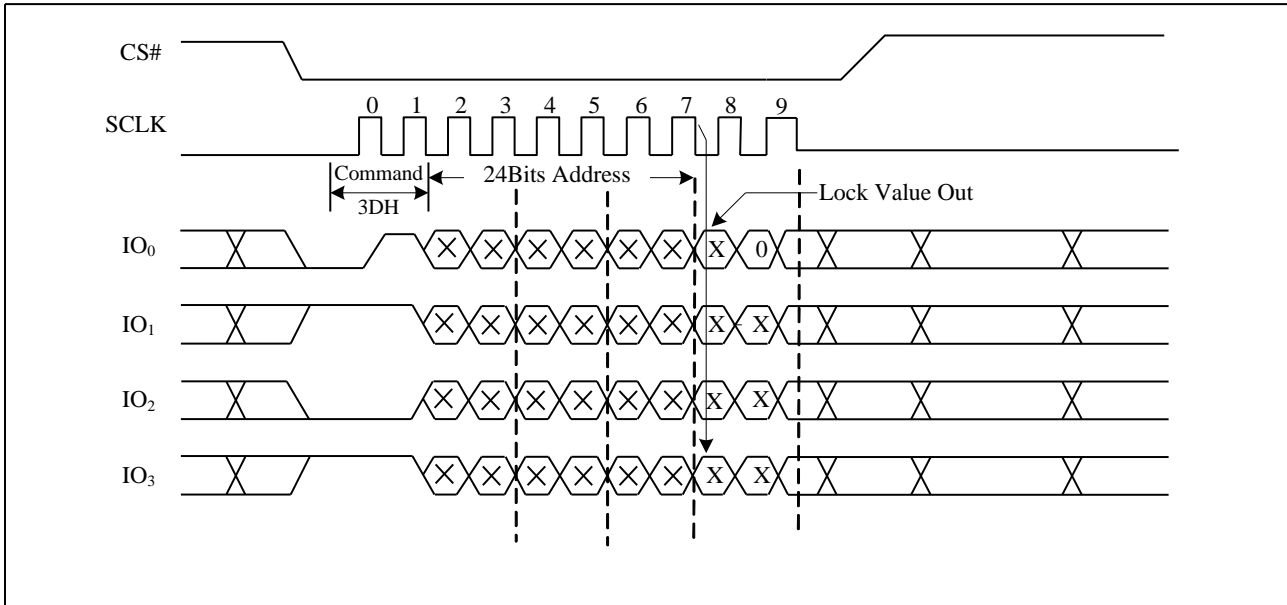 CS#
0 1 2 3 4 5 6 7 8 9
SCLK
Command
24Bits Address
3DH
Lock Value Out
IO₀
X 0
IO₁
X X
IO₂
X X
IO₃
X X